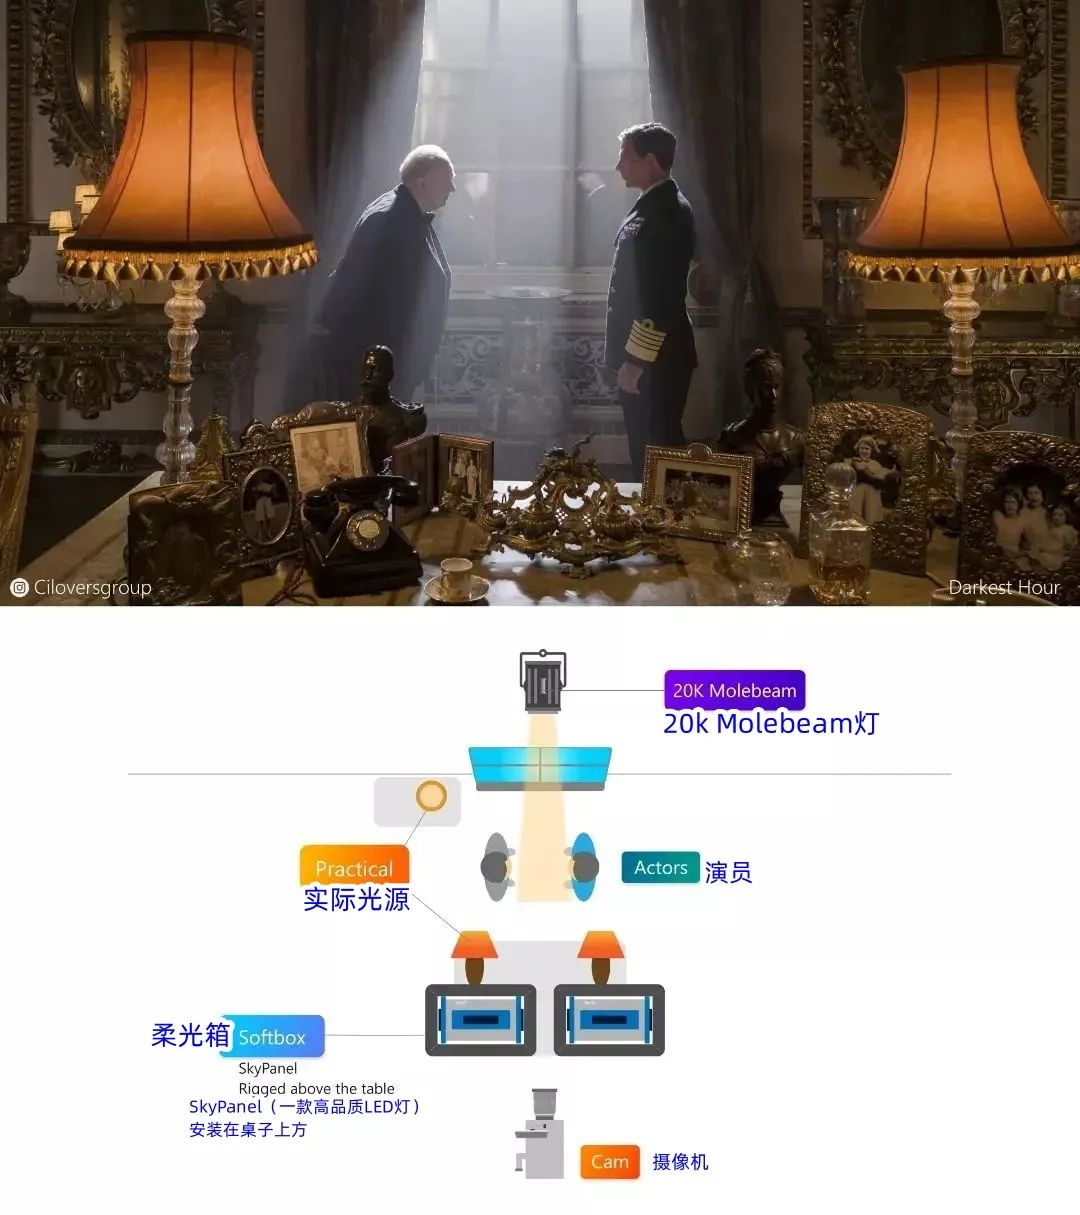 Ciloversgroup
Darkest Hour
20K Molebeam
20k Molebeam灯
Practical
实际光源
Actors 演员
柔光箱 Softbox
SkyPanel
Rigged above the table
SkyPanel（一款高品质LED灯）
安装在桌子上方
Cam 摄像机